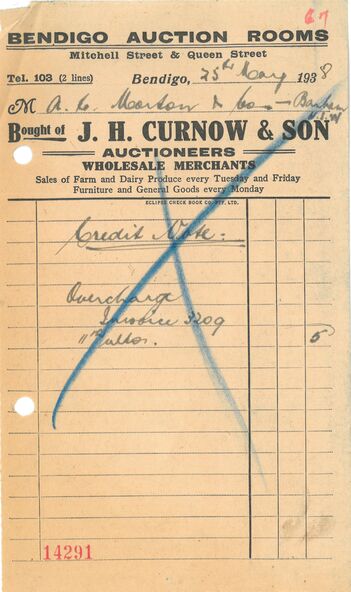 67
BENDIGO AUCTION ROOMS
Mitchell Street & Queen Street
Tel. 103 (2 lines) Bendigo, 25th May 1938
M A. C. Morton & Co.
Bought of J. H. CURNOW & SON
AUCTIONEERS
WHOLESALE MERCHANTS
Sales of Farm and Dairy Produce every Tuesday and Friday
Furniture and General Goods every Monday
ECLIPSE CHECK BOOK CO. PTY. LTD.
Credit Note:
Overcharge
Invoice 3209
5
14291